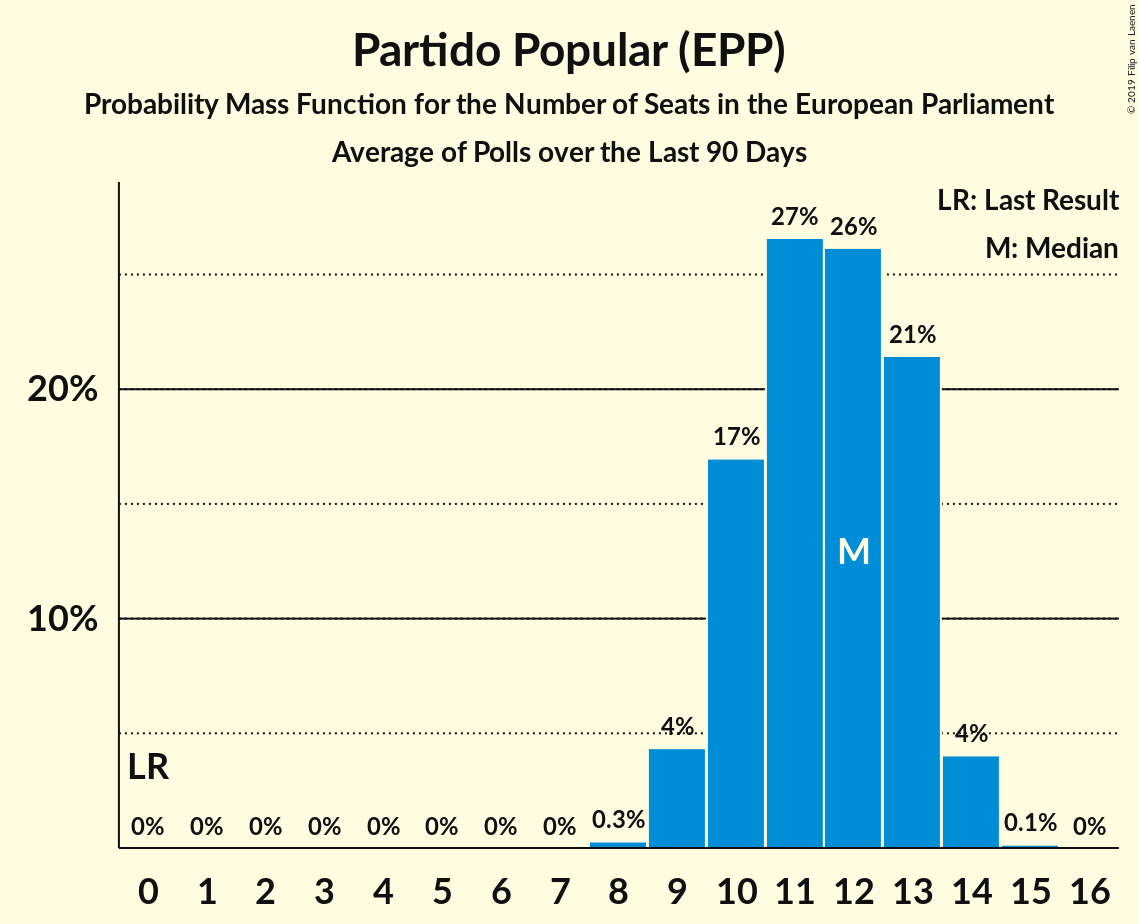 Partido Popular (EPP)
Probability Mass Function for the Number of Seats in the European Parliament
Average of Polls over the Last 90 Days
© 2019 Filip van Laenen
LR: Last Result
M: Median
27%
26%
21%
20%
17%
M
10%
4%
4%
LR
0% 0% 0% 0% 0% 0% 0% 0% 0.3% 0.1% 0%
0 1 2 3 4 5 6 7 8 9 10 11 12 13 14 15 16